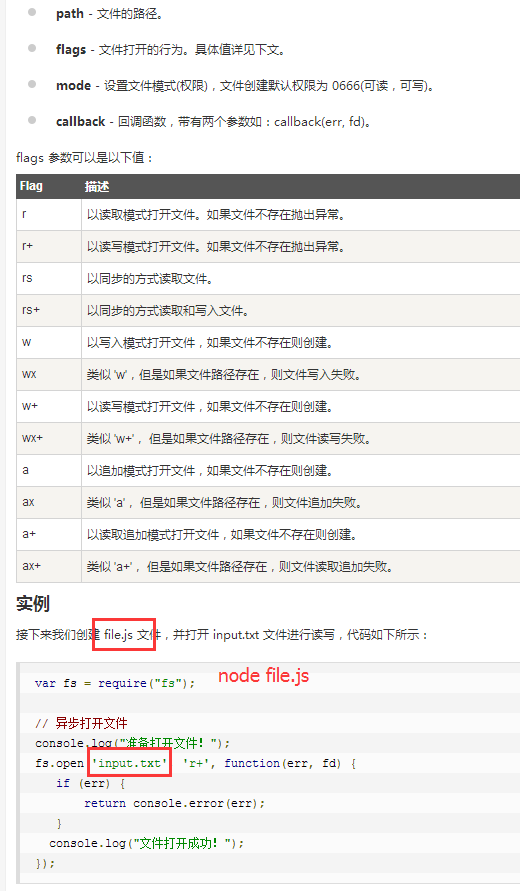 path - 文件的路径。
flags - 文件打开的行为。具体值详见下文。
mode - 设置文件模式(权限)，文件创建默认权限为 0666(可读，可写)。
callback - 回调函数，带有两个参数如：callback(err, fd)。
flags 参数可以是以下值：
Flag 描述
r 以读取模式打开文件。如果文件不存在抛出异常。
r+ 以读写模式打开文件。如果文件不存在抛出异常。
rs 以同步的方式读取文件。
rs+ 以同步的方式读取和写入文件。
w 以写入模式打开文件，如果文件不存在则创建。
wx 类似 'w'，但是如果文件路径存在，则文件写入失败。
w+ 以读写模式打开文件，如果文件不存在则创建。
wx+ 类似 'w+'， 但是如果文件路径存在，则文件读写失败。
a 以追加模式打开文件，如果文件不存在则创建。
ax 类似 'a'， 但是如果文件路径存在，则文件追加失败。
a+ 以读取追加模式打开文件，如果文件不存在则创建。
ax+ 类似 'a+'， 但是如果文件路径存在，则文件读取追加失败。
实例
接下来我们创建 file.js 文件，并打开 input.txt 文件进行读写，代码如下所示：
node file.js
var fs = require("fs");
// 异步打开文件
console.log("准备打开文件！");
fs.open 'input.txt' 'r+', function(err, fd) {
if (err) {
return console.error(err);
}
console.log("文件打开成功！");
});